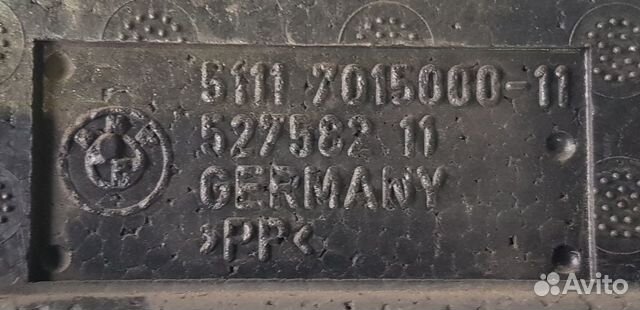 5111 7015000-11
527582 11
GERMANY
>PP<
Avito